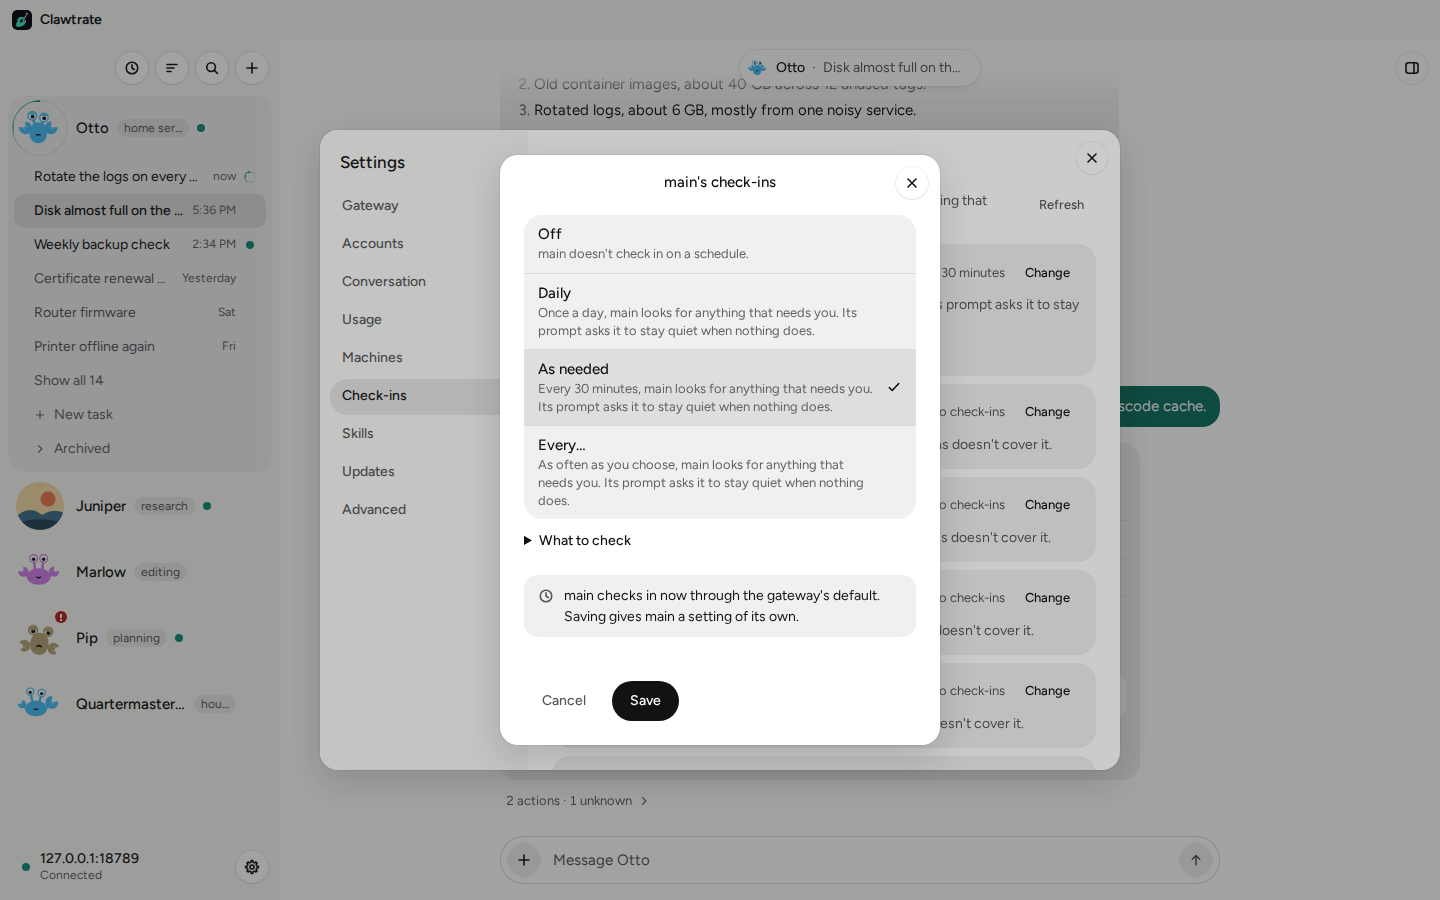 Clawtrate
Otto
home ser...
Rotate the logs on every ...
now
Disk almost full on the ...
5:36 PM
Weekly backup check
2:34 PM
Certificate renewal ...
Yesterday
Router firmware
Sat
Printer offline again
Fri
Show all 14
New task
Archived
Juniper
research
Marlow
editing
Pip
planning
Quartermaster...
hou...
127.0.0.1:18789
Connected
Otto · Disk almost full on th...
2. Old container images, about 40 GB across 12 unused tags.
3. Rotated logs, about 6 GB, mostly from one noisy service.
Settings
Gateway
Accounts
Conversation
Usage
Machines
Check-ins
Skills
Updates
Advanced
ing that
Refresh
30 minutes
Change
s prompt asks it to stay
o check-ins
Change
as doesn't cover it.
o check-ins
Change
s doesn't cover it.
o check-ins
Change
doesn't cover it.
o check-ins
Change
esn't cover it.
main's check-ins
Off
main doesn't check in on a schedule.
Daily
Once a day, main looks for anything that needs you. Its
prompt asks it to stay quiet when nothing does.
As needed
Every 30 minutes, main looks for anything that needs you.
Its prompt asks it to stay quiet when nothing does.
Every...
As often as you choose, main looks for anything that
needs you. Its prompt asks it to stay quiet when nothing
does.
What to check
main checks in now through the gateway's default.
Saving gives main a setting of its own.
Cancel
Save
scode cache.
2 actions · 1 unknown
Message Otto